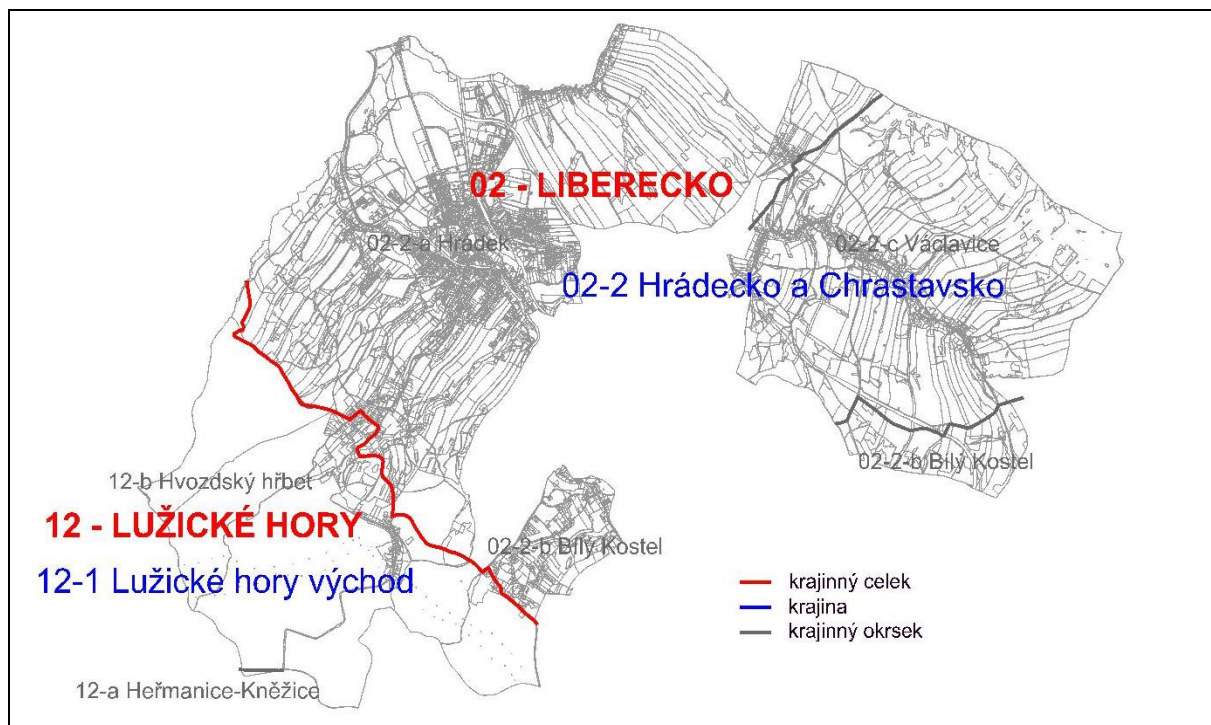 02 - LIBERECKO
02-2-a Hrádek
02-2-c Václavice
02-2 Hrádecko a Chrastavsko
02-2-b Bílý Kostel
12-b Hvozdský hřbet
12 - LUŽICKÉ HORY
02-2-b Bílý Kostel
12-1 Lužické hory východ
krajinný celek
krajina
krajinný okrsek
12-a Heřmanice-Kněžice